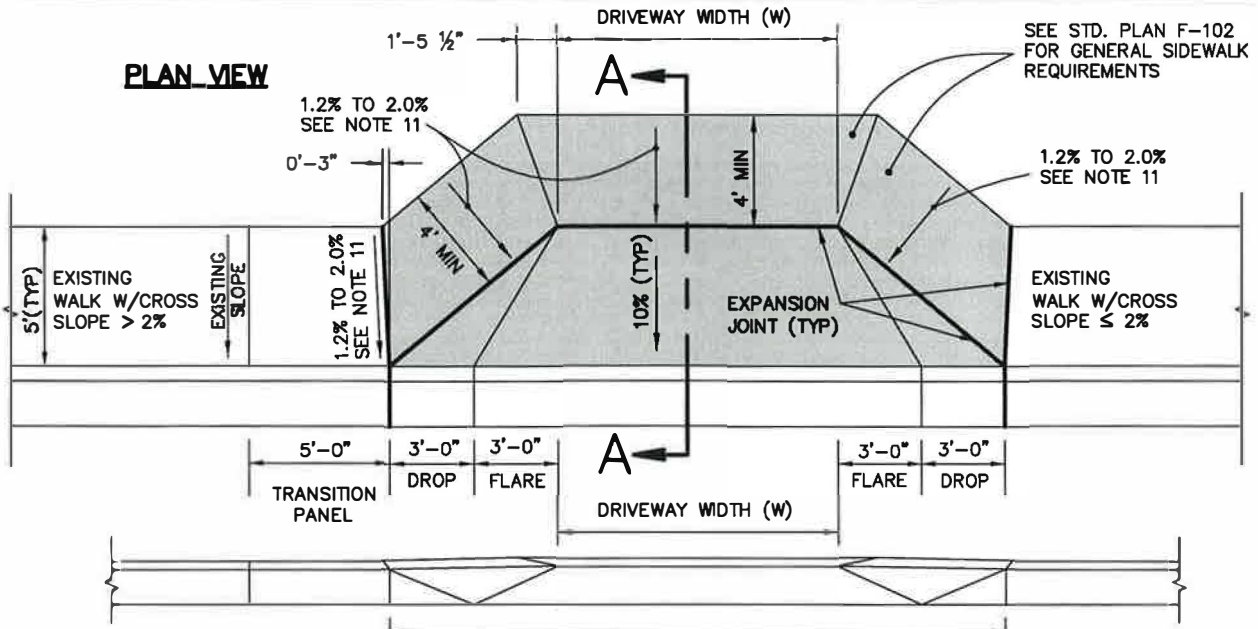 DRIVEWAY WIDTH (W)
1'-5 ½"
SEE STD. PLAN F-102
FOR GENERAL SIDEWALK
REQUIREMENTS
PLAN VIEW
A
1.2% TO 2.0%
SEE NOTE 11
0'-3"
1.2% TO 2.0%
SEE NOTE 11
4' MIN
4' MIN
5'(TYP)
EXISTING
WALK W/CROSS
SLOPE > 2%
EXISTING
SLOPE
1.2% TO 2.0%
SEE NOTE 11
10% (TYP)
EXPANSION
JOINT (TYP)
EXISTING
WALK W/CROSS
SLOPE ≤ 2%
5'-0"
3'-0"
3'-0"
A
3'-0"
3'-0"
TRANSITION
PANEL
DROP
FLARE
FLARE
DROP
DRIVEWAY WIDTH (W)